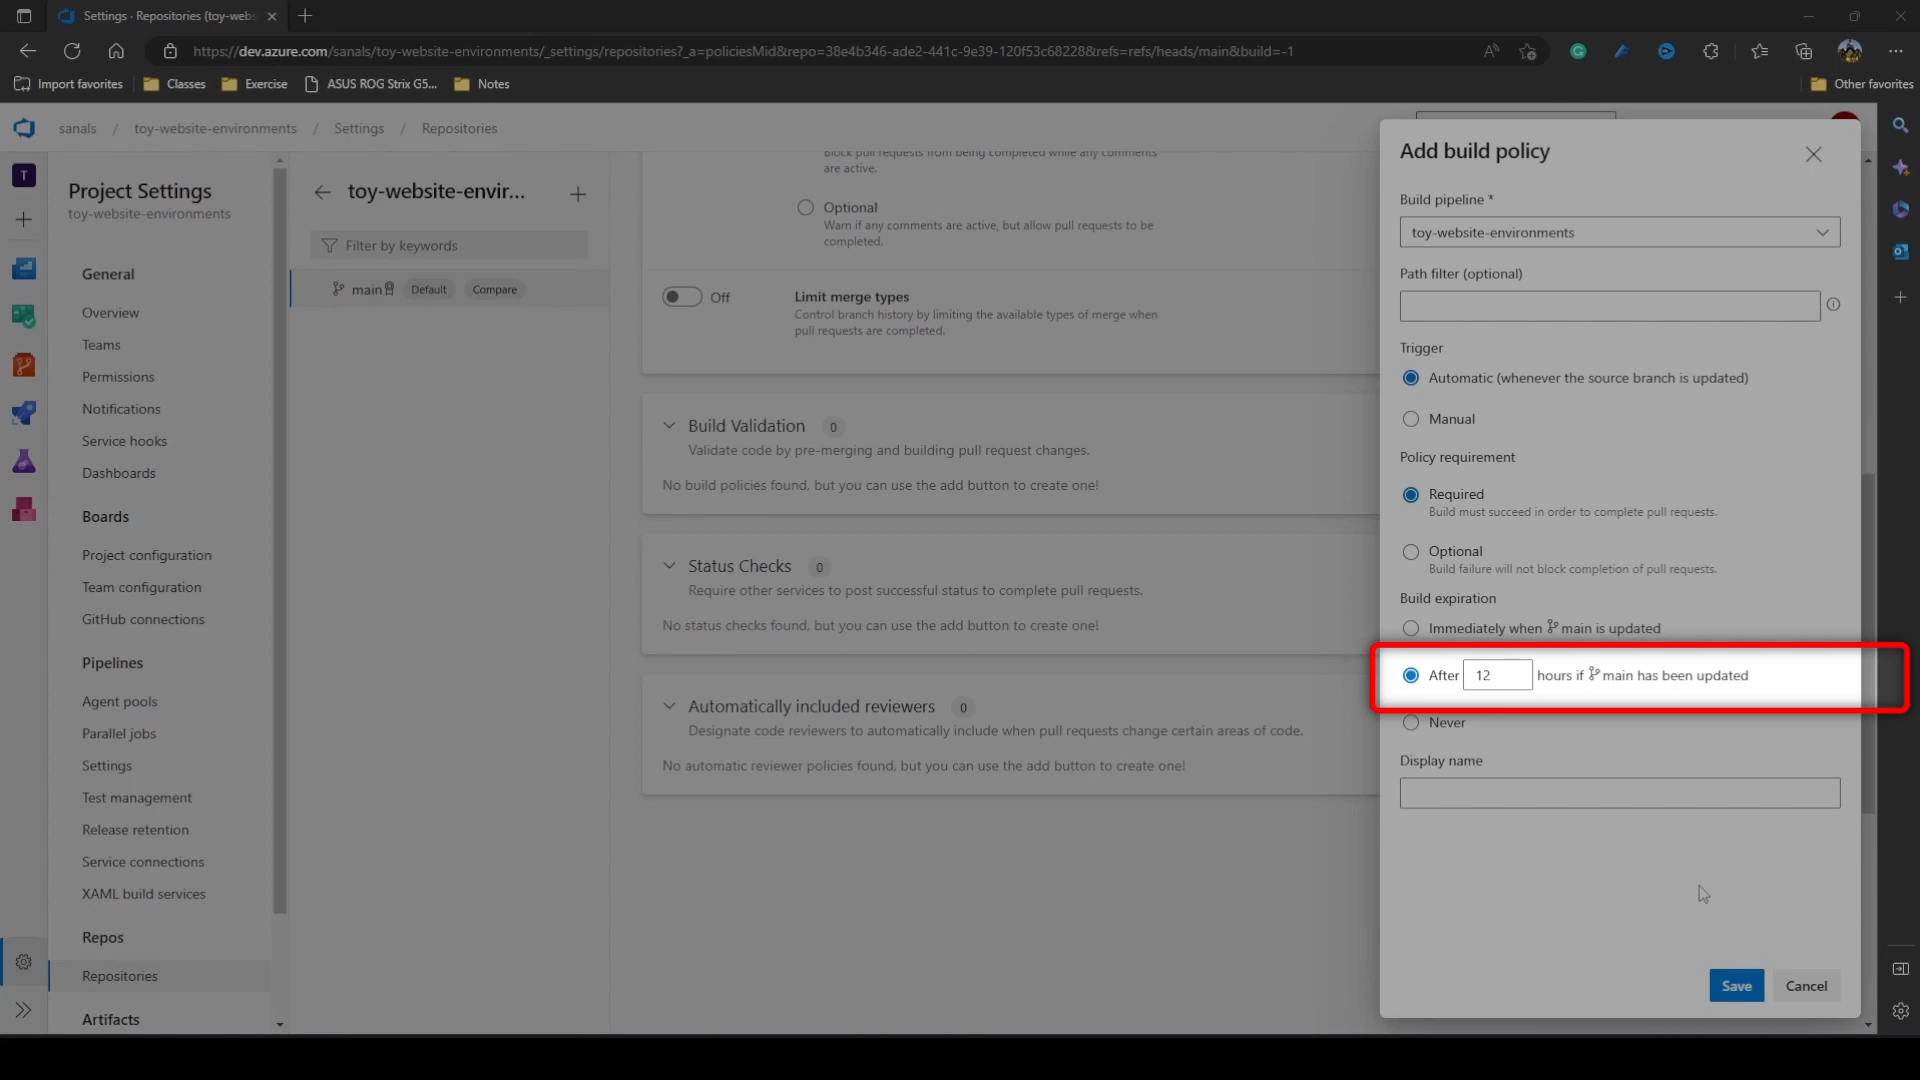 Settings · Repositories (toy-webs
https://dev.azure.com/sanals/toy-website-environments/_settings/repositories?_a=policiesMid&repo=38e4b346-ade2-441c-9e39-120f53c68228&refs=refs/heads/main&build=-1
Import favorites
Classes
Exercise
ASUS ROG Strix G5...
Notes
Other favorites
sanals / toy-website-environments / Settings / Repositories
T
Project Settings
toy-website-environments
General
Overview
Teams
Permissions
Notifications
Service hooks
Dashboards
Boards
Project configuration
Team configuration
GitHub connections
Pipelines
Agent pools
Parallel jobs
Settings
Test management
Release retention
Service connections
XAML build services
Repos
Repositories
Artifacts
toy-website-envir...
Filter by keywords
main Default Compare
Block pull requests from being completed while any comments
are active.
Optional
Warn if any comments are active, but allow pull requests to be
completed.
Off
Limit merge types
Control branch history by limiting the available types of merge when
pull requests are completed.
Build Validation 0
Validate code by pre-merging and building pull request changes.
No build policies found, but you can use the add button to create one!
Status Checks 0
Require other services to post successful status to complete pull requests.
No status checks found, but you can use the add button to create one!
Automatically included reviewers 0
Designate code reviewers to automatically include when pull requests change certain areas of code.
No automatic reviewer policies found, but you can use the add button to create one!
Add build policy
Build pipeline *
toy-website-environments
Path filter (optional)
Trigger
Automatic (whenever the source branch is updated)
Manual
Policy requirement
Required
Build must succeed in order to complete pull requests.
Optional
Build failure will not block completion of pull requests.
Build expiration
Immediately when main is updated
After 12 hours if main has been updated
Never
Display name
Save
Cancel